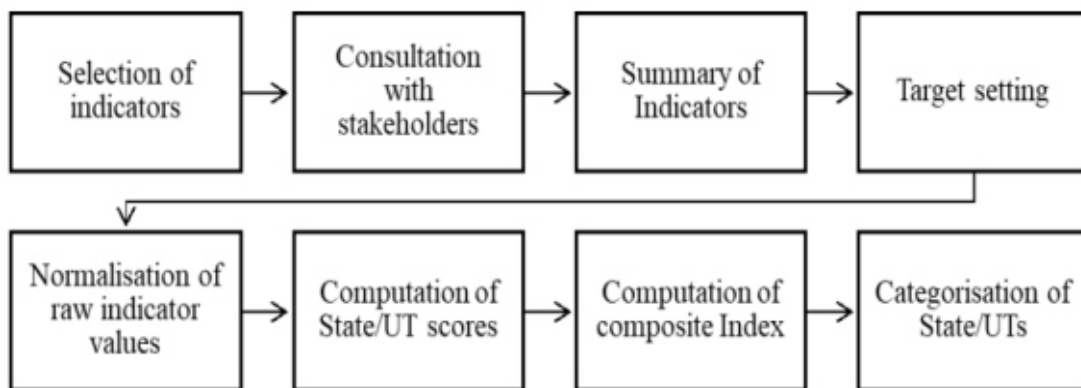 Selection of
indicators
Consultation
with
stakeholders
Summary of
Indicators
Target setting
Normalisation of
raw indicator
values
Computation of
State/UT scores
Computation of
composite Index
Categorisation of
State/UTs